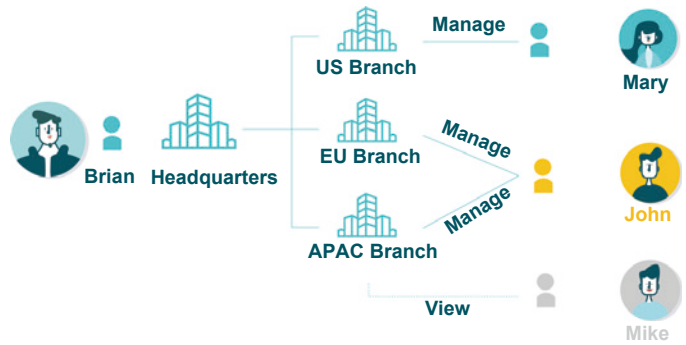 Manage
US Branch
Mary
Brian
Headquarters
EU Branch
Manage
Manage
John
APAC Branch
View
Mike